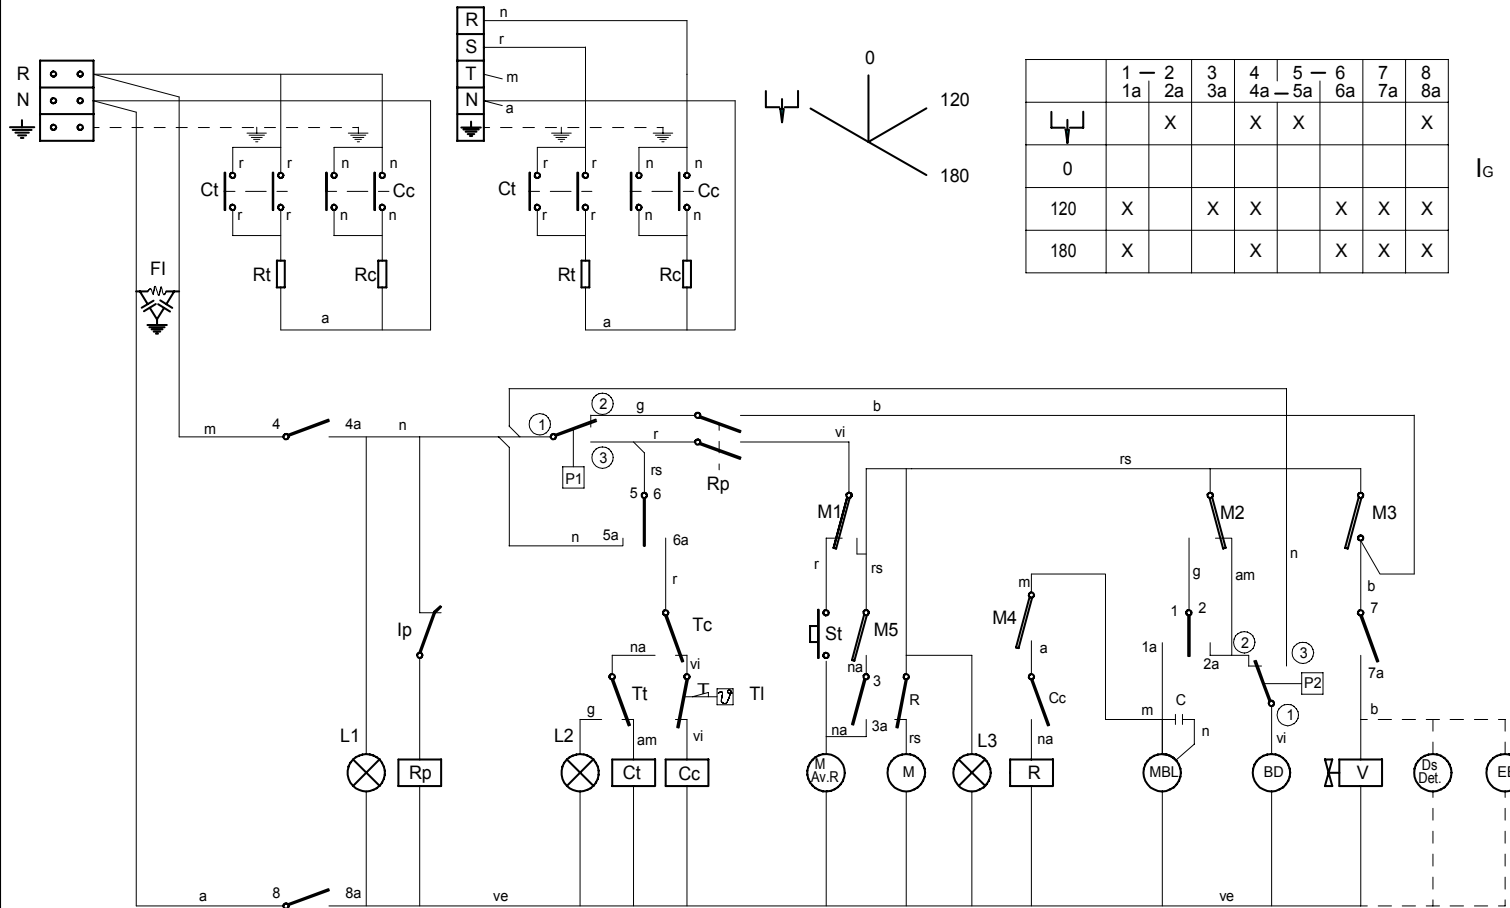 R n
S r
T m
N a
R
N
r r n n
Ct Cc
r r n n
Rt Rc
a
r r n n
Ct Cc
r r n n
Rt Rc
a
FI
0
120
180
1 — 2 3 4 5 — 6 7 8
1a 2a 3a 4a — 5a 6a 7a 8a
X X X X
0
120 X X X X X X
180 X X X X X
IG
m 4 4a n 1 2 g b
3 r vi
P1
rs
Rp
rs
5 6
n 5a 6a
M1
M2
M3
n
r
r
rs
g
am
b
Ip
Tc
St
M5
m
M4
1 2
7
na
vi
na
a
1a
2a
2
3
7a
Tt
TI
3
R
Cc
P2
g
am
vi
na
3a
rs
na
m
C
n
1
vi
b
L1
L2
L3
Rp
Ct
Cc
M
Av.R
M
R
MBL
BD
V
Ds
Det.
a 8 8a ve ve